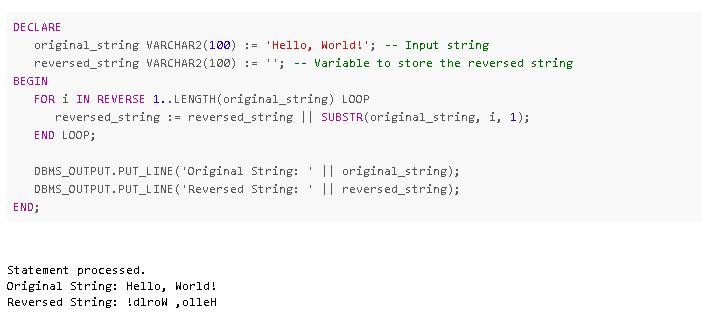 DECLARE
original_string VARCHAR2(100) := 'Hello, World!'; -- Input string
reversed_string VARCHAR2(100) := ''; -- Variable to store the reversed string
BEGIN
FOR i IN REVERSE 1..LENGTH(original_string) LOOP
reversed_string := reversed_string || SUBSTR(original_string, i, 1);
END LOOP;
DBMS_OUTPUT.PUT_LINE('Original String: ' || original_string);
DBMS_OUTPUT.PUT_LINE('Reversed String: ' || reversed_string);
END;
Statement processed.
Original String: Hello, World!
Reversed String: !dlroW ,olleH